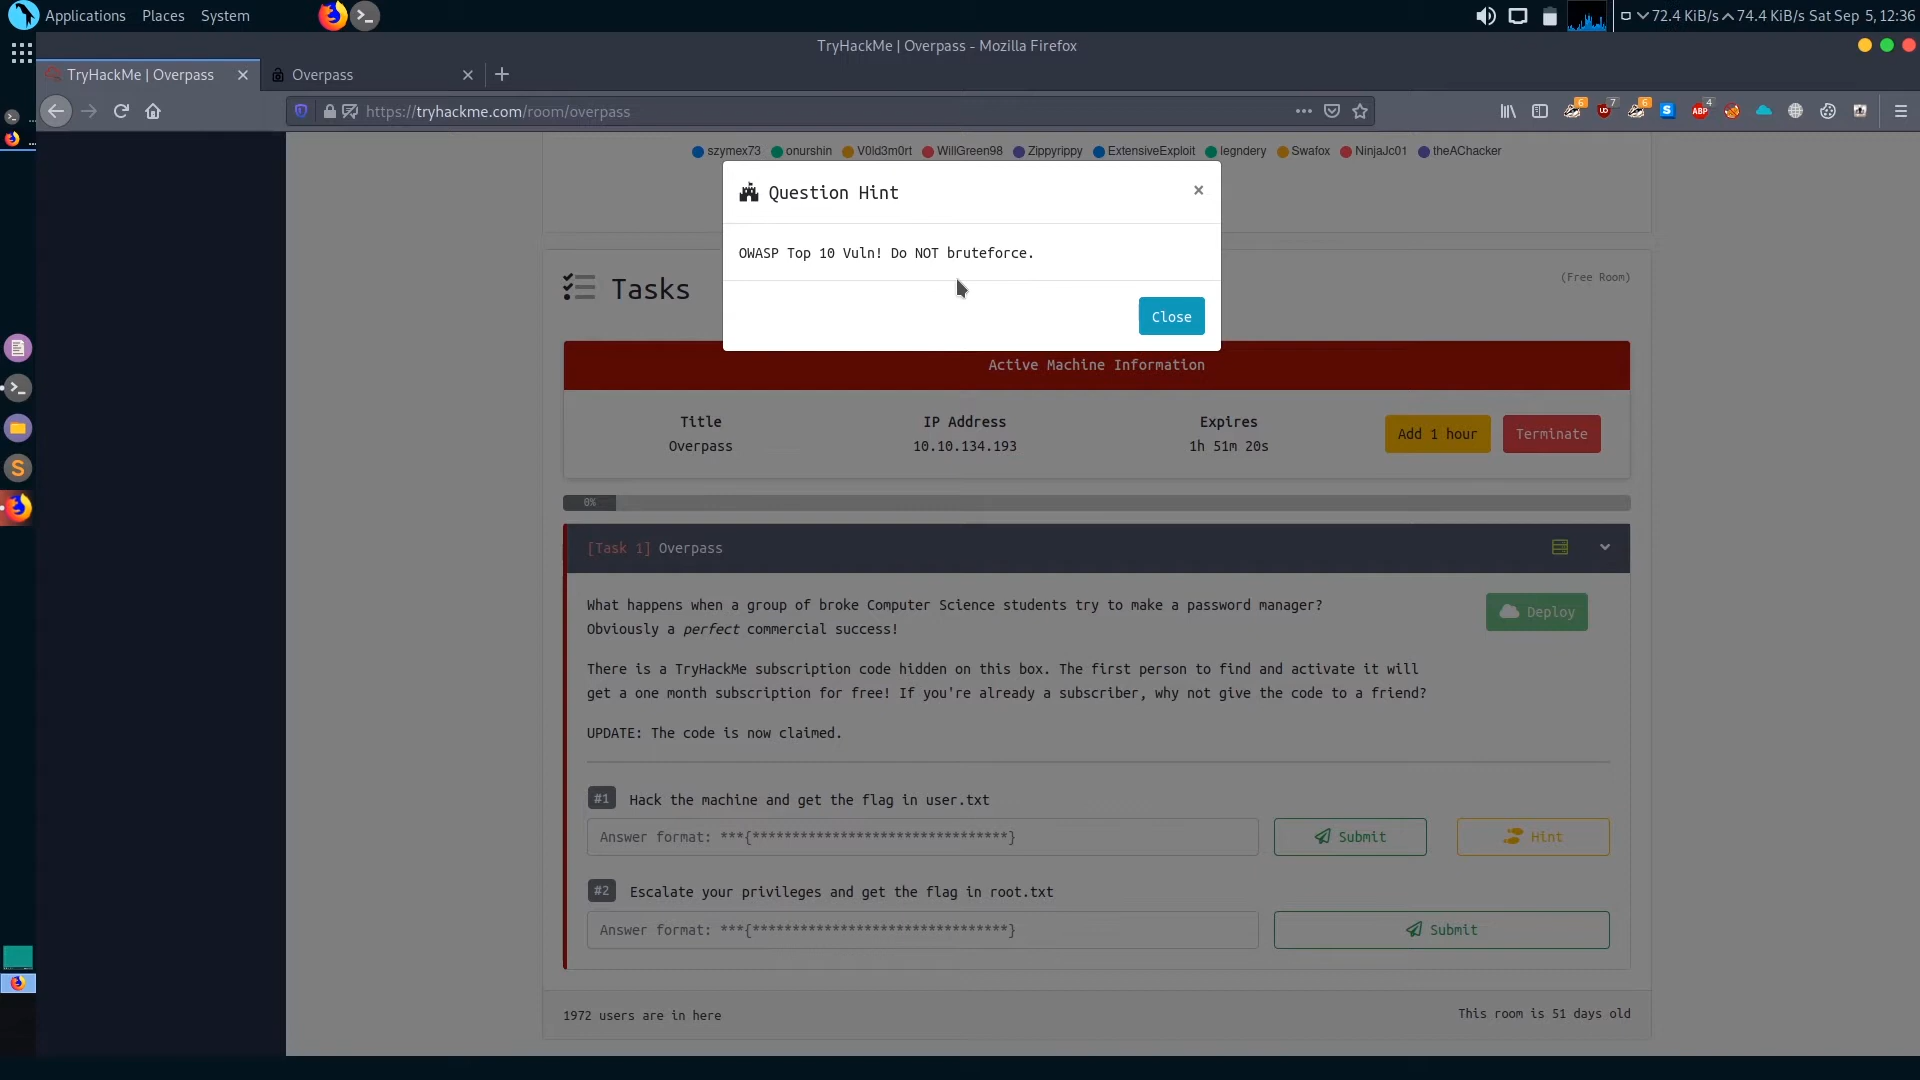 Applications Places System
72.4 KiB/s 74.4 KiB/s Sat Sep 5, 12:36
TryHackMe | Overpass - Mozilla Firefox
TryHackMe | Overpass
Overpass
https://tryhackme.com/room/overpass
6 7 6 S ABP 4
szymex73 onurshin V0ld3m0rt WillGreen98 Zippyrippy ExtensiveExploit legndery Swafox NinjaJc01 theAChacker
Question Hint
OWASP Top 10 Vuln! Do NOT bruteforce.
Close
Tasks
(Free Room)
Active Machine Information
Title IP Address Expires
Overpass 10.10.134.193 1h 51m 20s
Add 1 hour Terminate
0%
[Task 1] Overpass
What happens when a group of broke Computer Science students try to make a password manager?
Obviously a perfect commercial success!
Deploy
There is a TryHackMe subscription code hidden on this box. The first person to find and activate it will
get a one month subscription for free! If you're already a subscriber, why not give the code to a friend?
UPDATE: The code is now claimed.
#1 Hack the machine and get the flag in user.txt
Answer format: ***{********************************} Submit Hint
#2 Escalate your privileges and get the flag in root.txt
Answer format: ***{********************************} Submit
1972 users are in here
This room is 51 days old